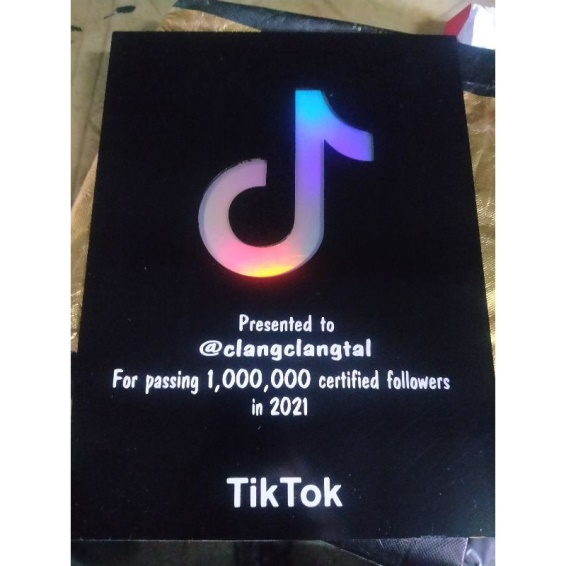 Presented to
@clangclangtal
For passing 1,000,000 certified followers
in 2021
TikTok